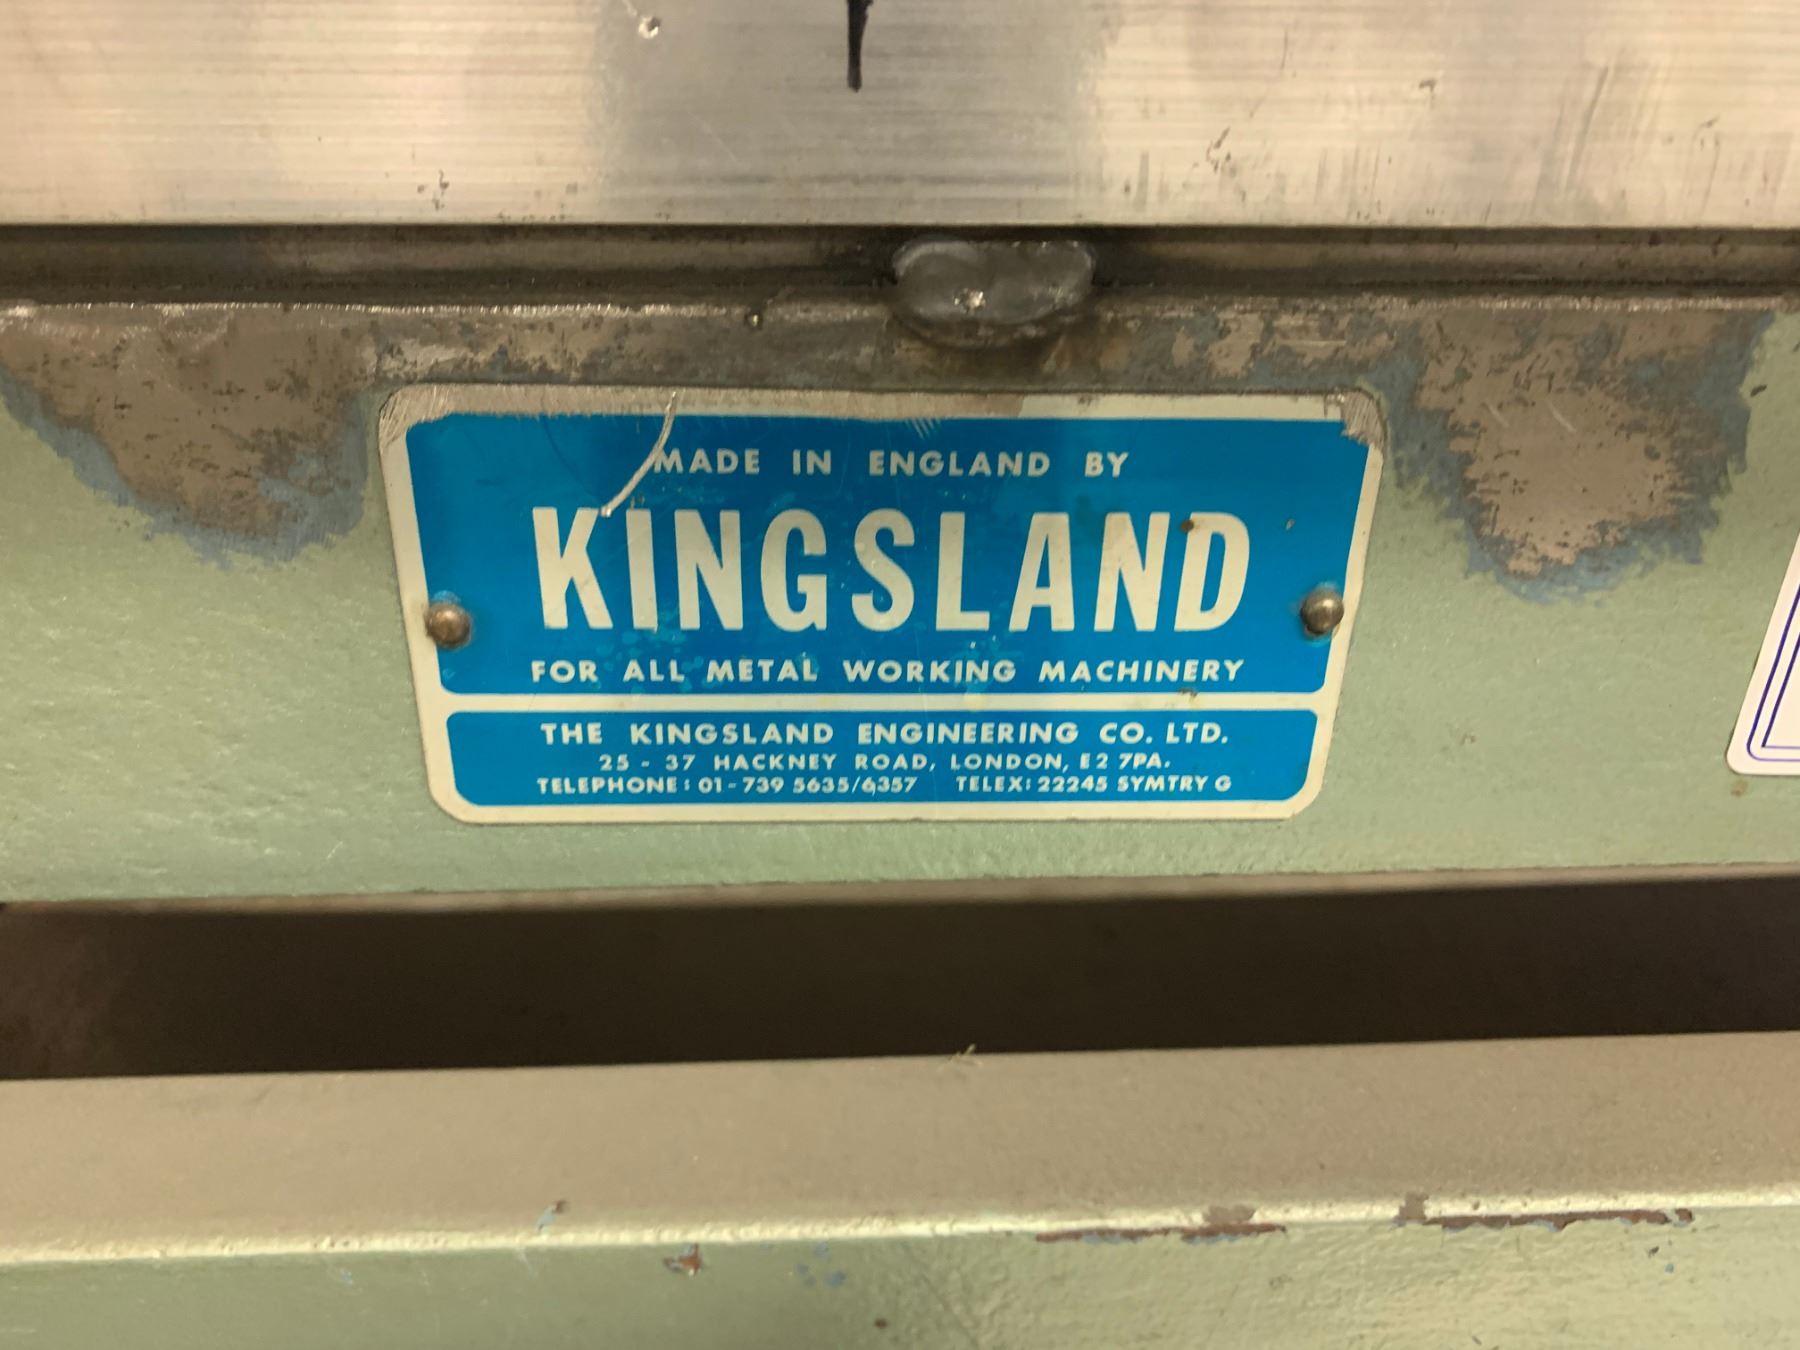 MADE IN ENGLAND BY
KINGSLAND
FOR ALL METAL WORKING MACHINERY
THE KINGSLAND ENGINEERING CO. LTD.
25 - 37 HACKNEY ROAD, LONDON, E2 7PA.
TELEPHONE: 01-739 5635/6357 TELEX: 22245 SYMTRY G